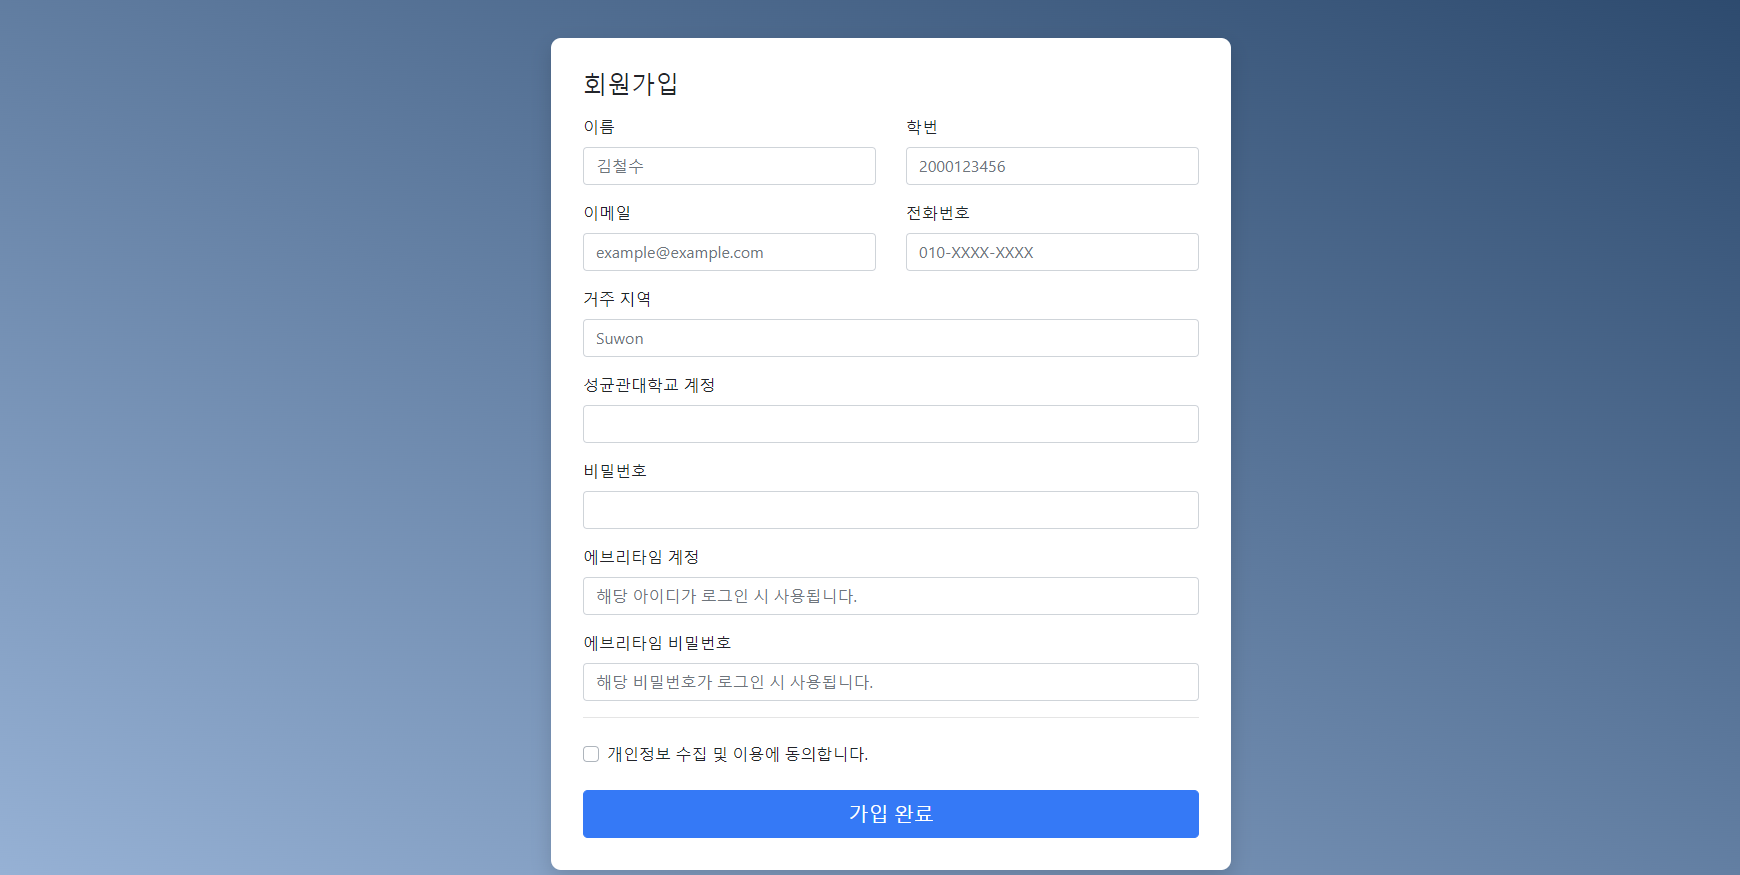 회원가입
이름
학번
김철수
2000123456
이메일
전화번호
example@example.com
010-XXXX-XXXX
거주 지역
Suwon
성균관대학교 계정
비밀번호
에브리타임 계정
해당 아이디가 로그인 시 사용됩니다.
에브리타임 비밀번호
해당 비밀번호가 로그인 시 사용됩니다.
개인정보 수집 및 이용에 동의합니다.
가입 완료